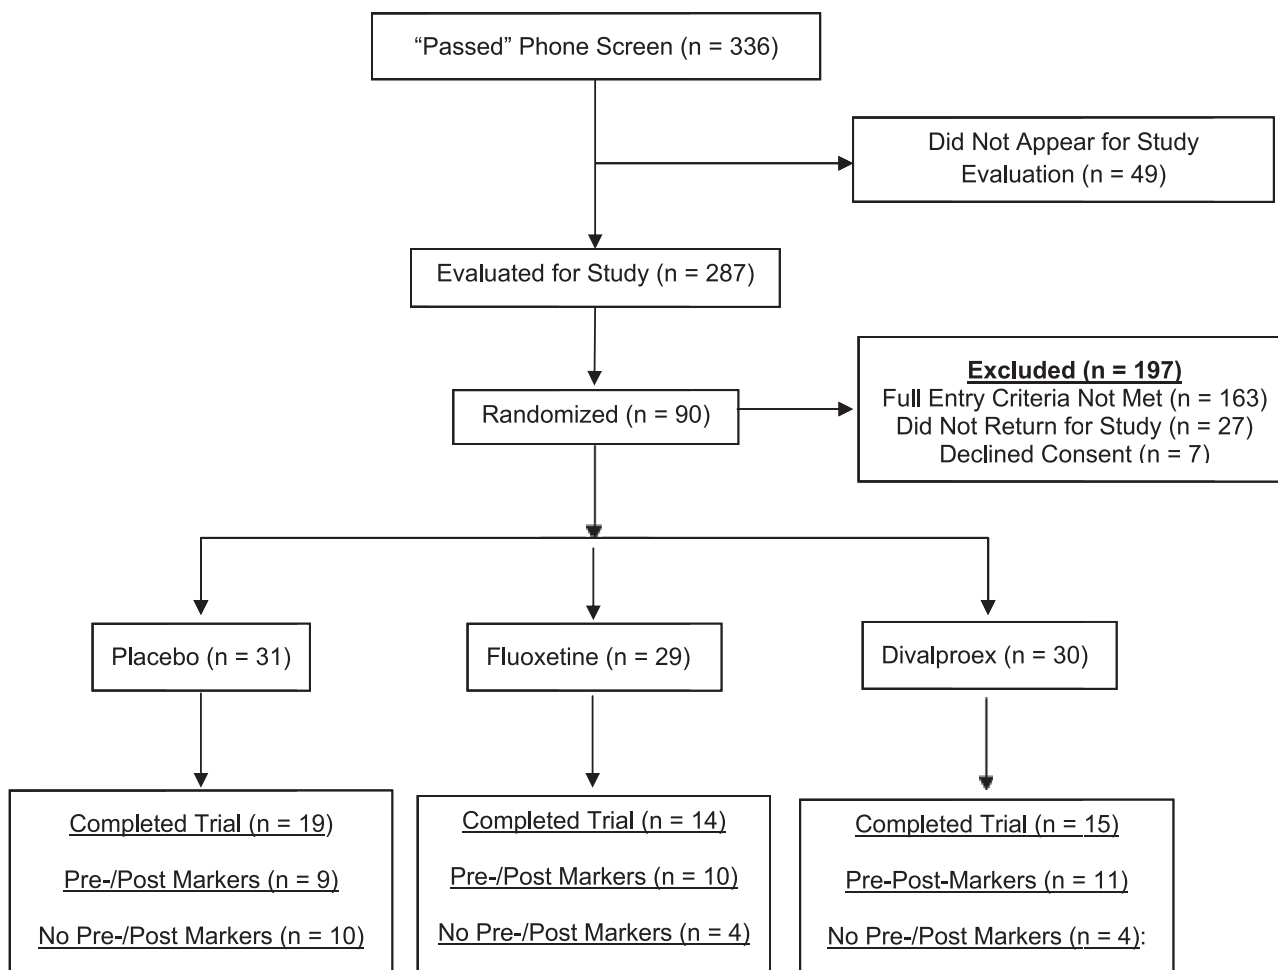 “Passed” Phone Screen (n = 336)
Did Not Appear for Study
Evaluation (n = 49)
Evaluated for Study (n = 287)
Excluded (n = 197)
Full Entry Criteria Not Met (n = 163)
Did Not Return for Study (n = 27)
Declined Consent (n = 7)
Randomized (n = 90)
Placebo (n = 31)
Fluoxetine (n = 29)
Divalproex (n = 30)
Completed Trial (n = 19)
Pre-/Post Markers (n = 9)
No Pre-/Post Markers (n = 10)
Completed Trial (n = 14)
Pre-/Post Markers (n = 10)
No Pre-/Post Markers (n = 4)
Completed Trial (n = 15)
Pre-Post-Markers (n = 11)
No Pre-/Post Markers (n = 4):